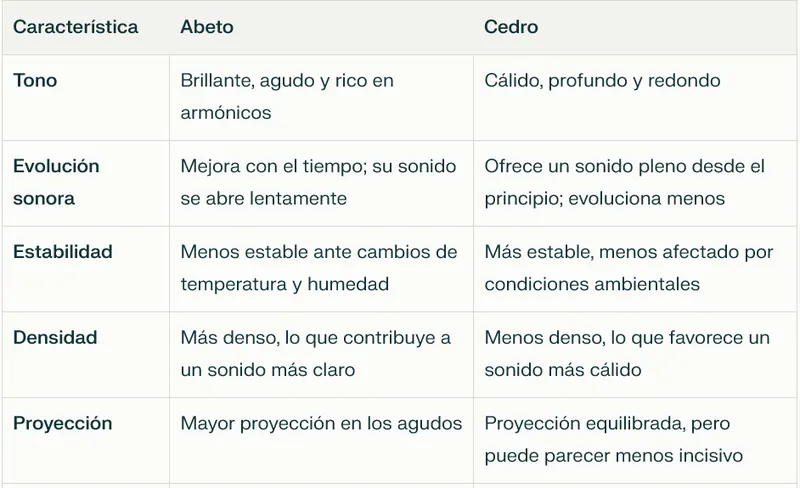 Característica Abeto Cedro
Tono Brillante, agudo y rico en Cálido, profundo y redondo
armónicos
Evolución Mejora con el tiempo; su sonido Ofrece un sonido pleno desde el
sonora se abre lentamente principio; evoluciona menos
Estabilidad Menos estable ante cambios de Más estable, menos afectado por
temperatura y humedad condiciones ambientales
Densidad Más denso, lo que contribuye a Menos denso, lo que favorece un
un sonido más claro sonido más cálido
Proyección Mayor proyección en los agudos Proyección equilibrada, pero
puede parecer menos incisivo